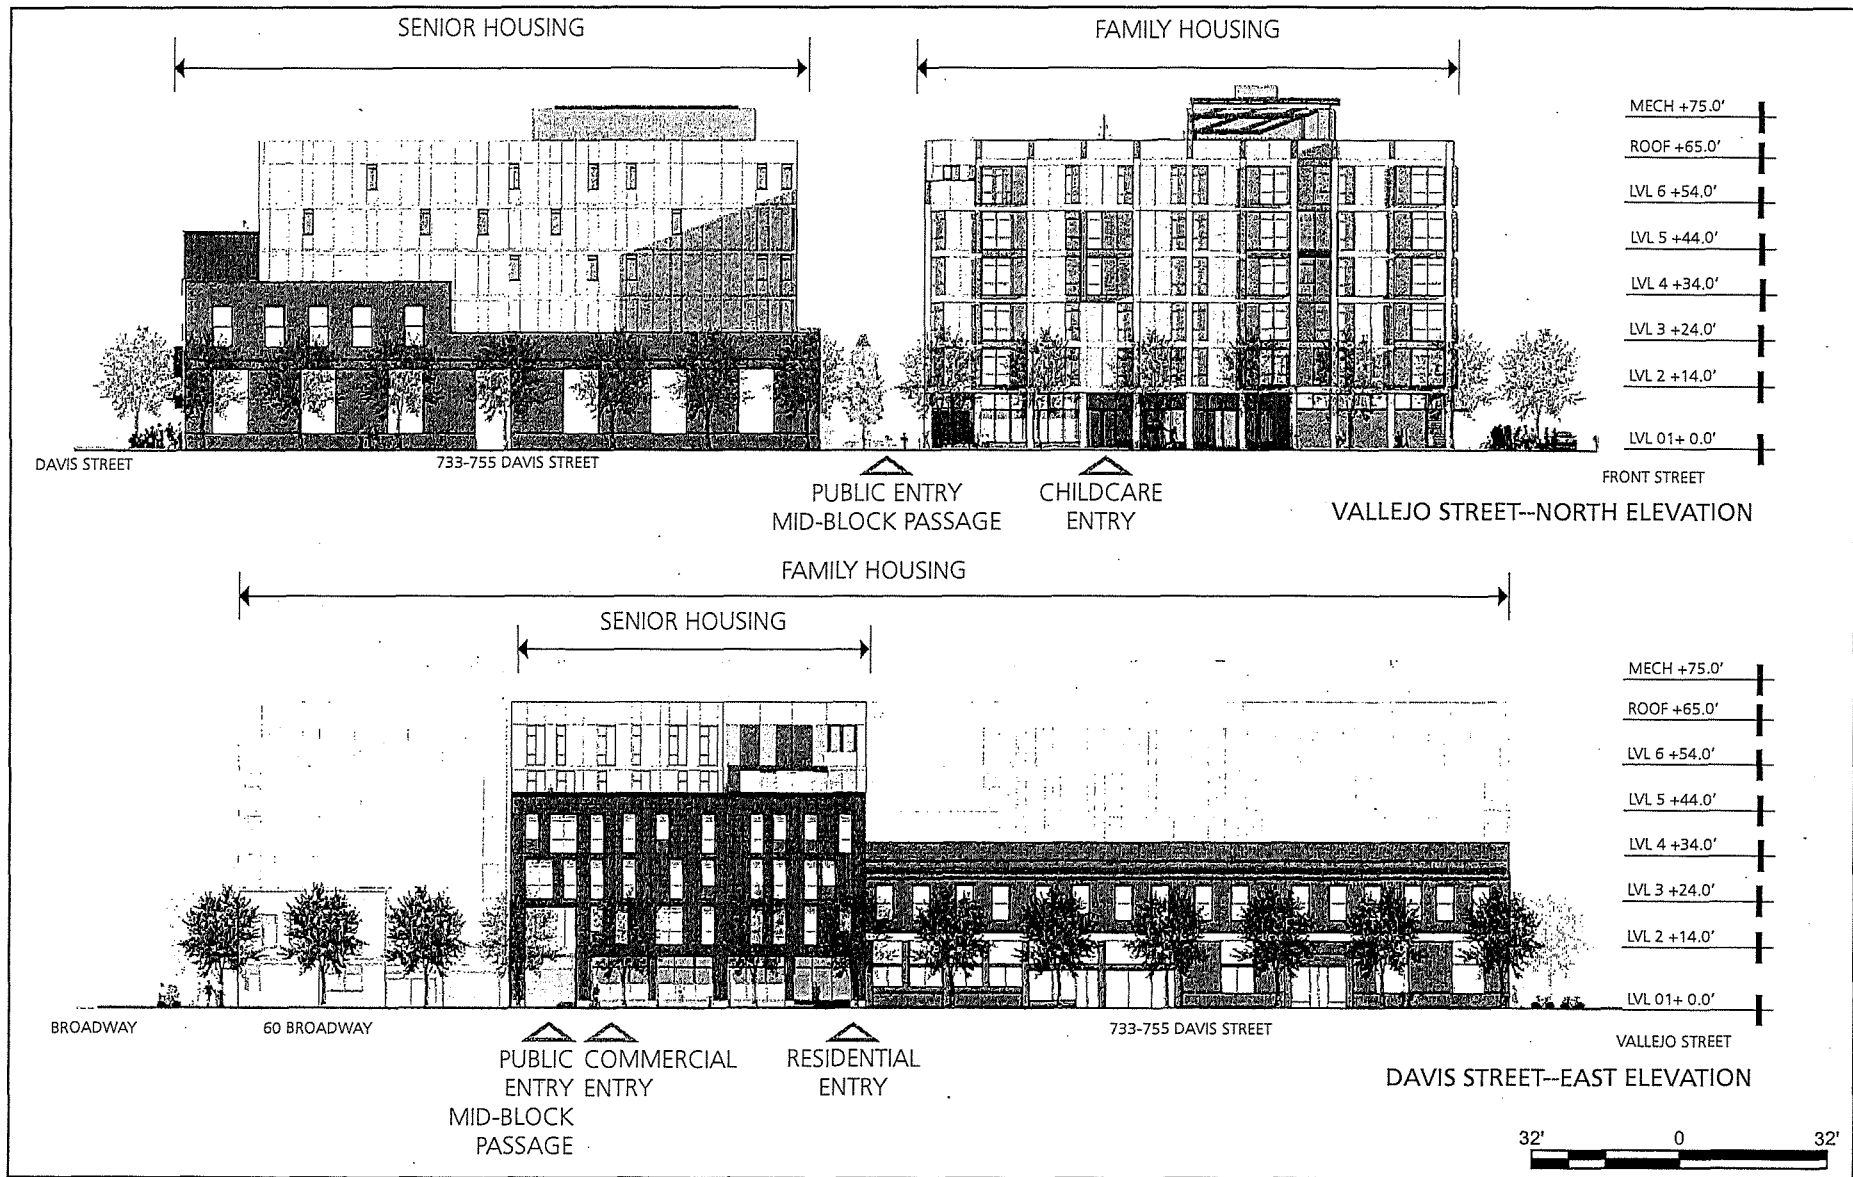 SENIOR HOUSING
FAMILY HOUSING
MECH +75.0'
ROOF +65.0'
LVL 6 +54.0'
LVL 5 +44.0'
LVL 4 +34.0'
LVL 3 +24.0'
LVL 2 +14.0'
LVL 01+ 0.0'
DAVIS STREET
733-755 DAVIS STREET
FRONT STREET
PUBLIC ENTRY
MID-BLOCK PASSAGE
CHILDCARE
ENTRY
VALLEJO STREET--NORTH ELEVATION
FAMILY HOUSING
SENIOR HOUSING
MECH +75.0'
ROOF +65.0'
LVL 6 +54.0'
LVL 5 +44.0'
LVL 4 +34.0'
LVL 3 +24.0'
LVL 2 +14.0'
LVL 01+ 0.0'
BROADWAY
60 BROADWAY
733-755 DAVIS STREET
VALLEJO STREET
PUBLIC
ENTRY
MID-BLOCK
PASSAGE
COMMERCIAL
ENTRY
RESIDENTIAL
ENTRY
DAVIS STREET--EAST ELEVATION
32' 0 32'